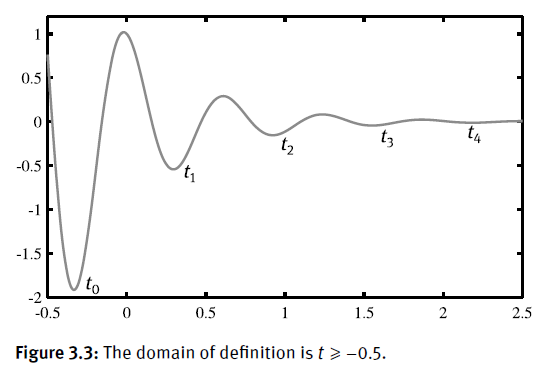 1
0.5
0
-0.5
-1
-1.5
-2
t₀
t₁
t₂
t₃
t₄
-0.5 0 0.5 1 1.5 2 2.5
Figure 3.3: The domain of definition is t ⩾ −0.5.